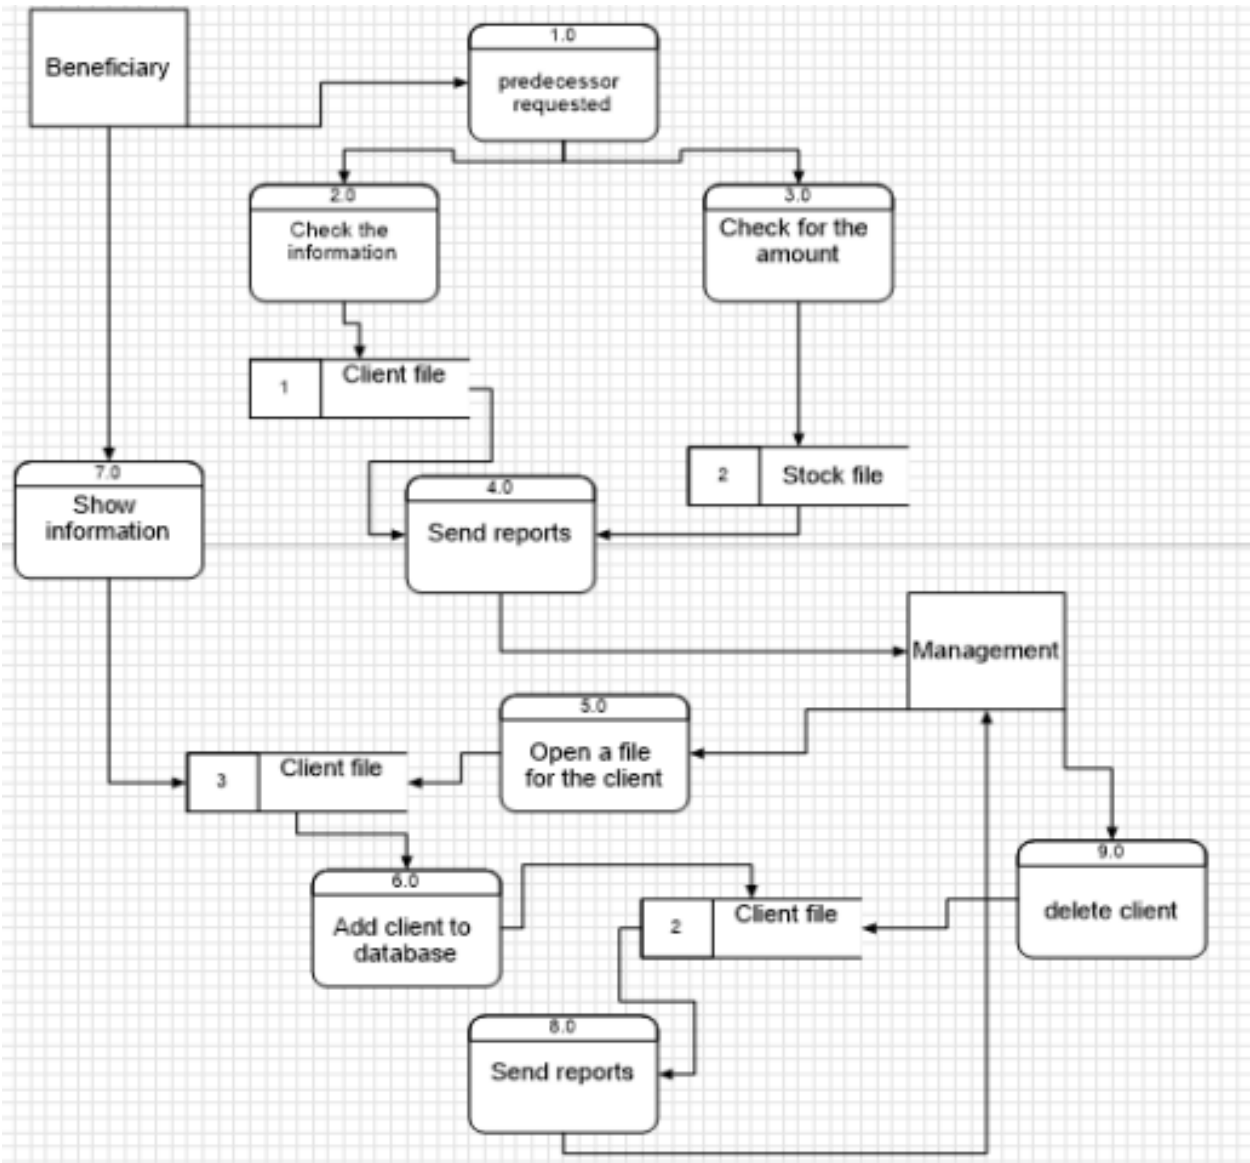 Beneficiary
1.0
predecessor
requested
2.0
Check the
information
3.0
Check for the
amount
1
Client file
2
Stock file
7.0
Show
information
4.0
Send reports
Management
5.0
Open a file
for the client
3
Client file
6.0
Add client to
database
2
Client file
9.0
delete client
8.0
Send reports